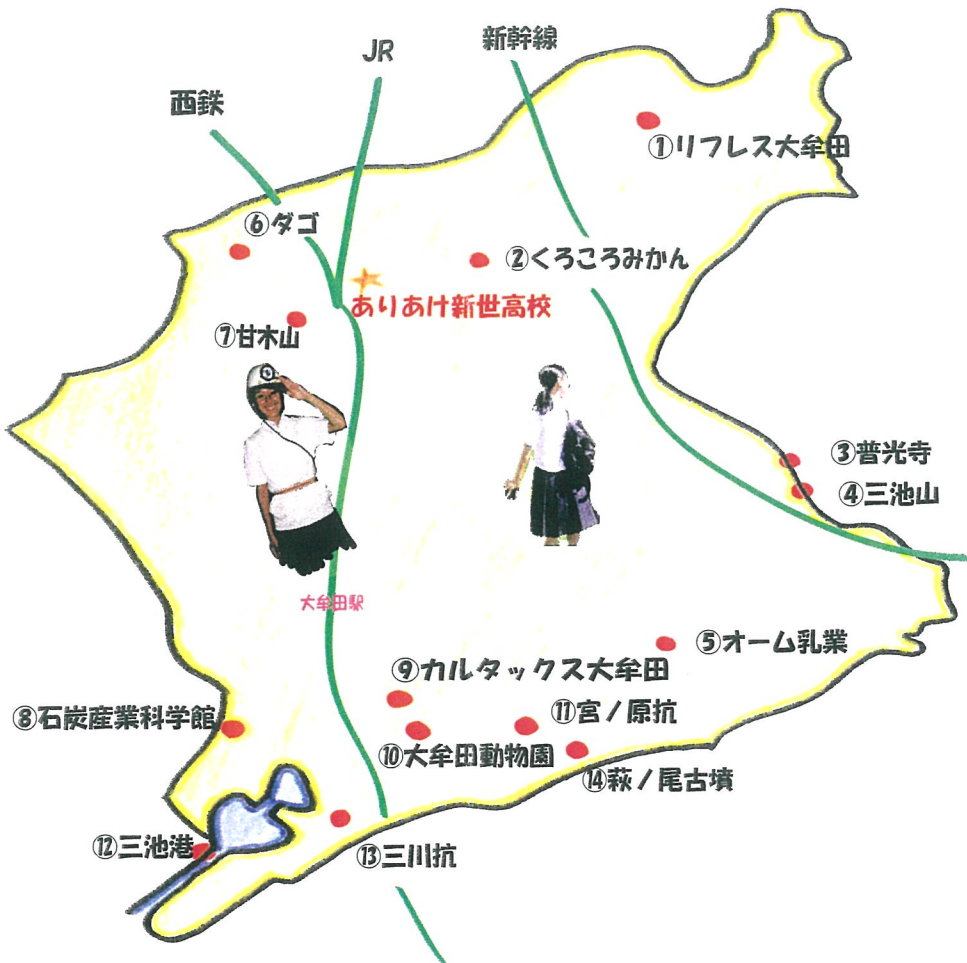 新幹線
JR
西鉄
①リフレス大牟田
⑥ダゴ
②くろころみかん
ありあけ新世高校
⑦甘木山
③普光寺
④三池山
大牟田駅
⑤オーム乳業
⑨カルタックス大牟田
⑧石炭産業科学館
⑪宮ノ原抗
⑩大牟田動物園
⑭萩ノ尾古墳
⑫三池港
⑬三川抗